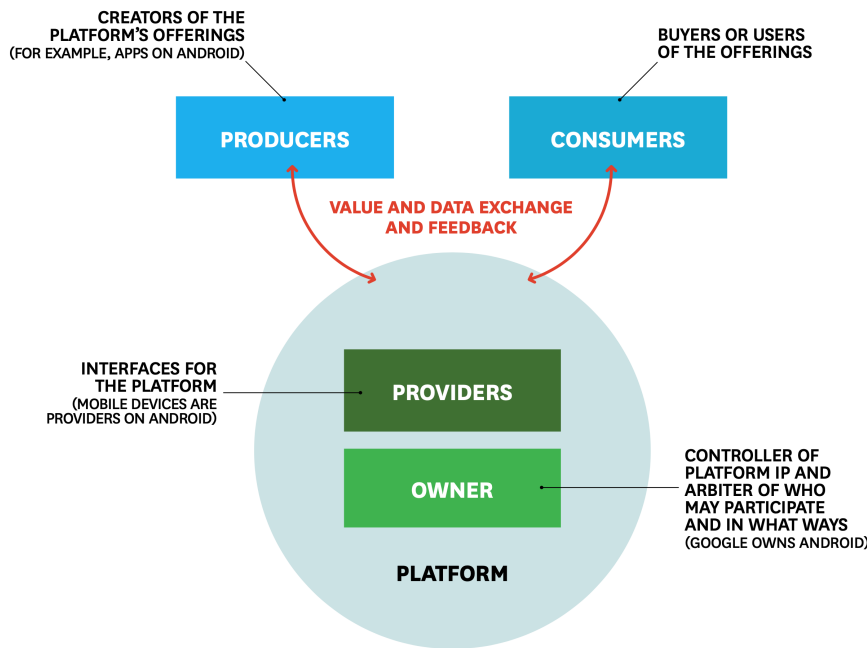 CREATORS OF THE
PLATFORM'S OFFERINGS
(FOR EXAMPLE, APPS ON ANDROID)
BUYERS OR USERS
OF THE OFFERINGS
PRODUCERS
CONSUMERS
VALUE AND DATA EXCHANGE
AND FEEDBACK
INTERFACES FOR
THE PLATFORM
(MOBILE DEVICES ARE
PROVIDERS ON ANDROID)
PROVIDERS
OWNER
CONTROLLER OF
PLATFORM IP AND
ARBITER OF WHO
MAY PARTICIPATE
AND IN WHAT WAYS
(GOOGLE OWNS ANDROID)
PLATFORM